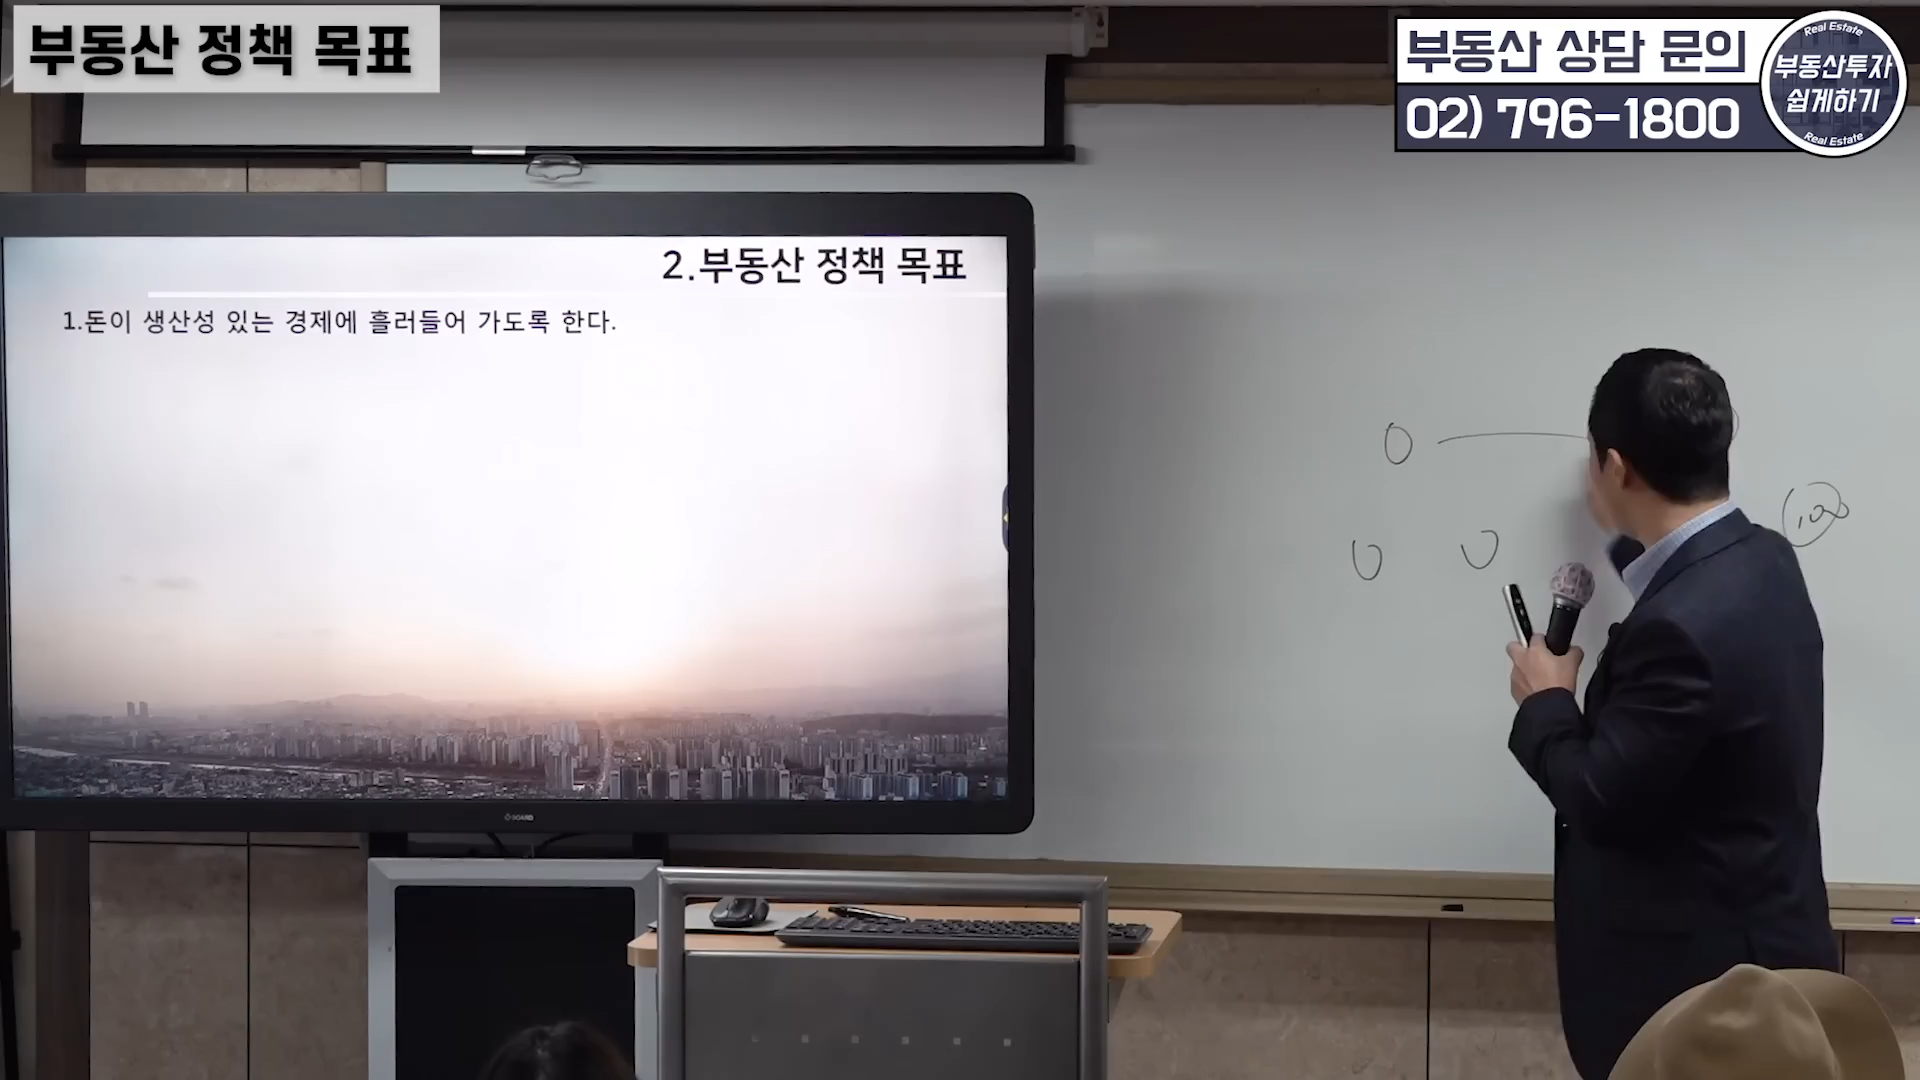 부동산 정책 목표
부동산 상담 문의
02) 796-1800
Real Estate
부동산투자
쉽게하기
Real Estate
2.부동산 정책 목표
1.돈이 생산성 있는 경제에 흘러들어 가도록 한다.
100